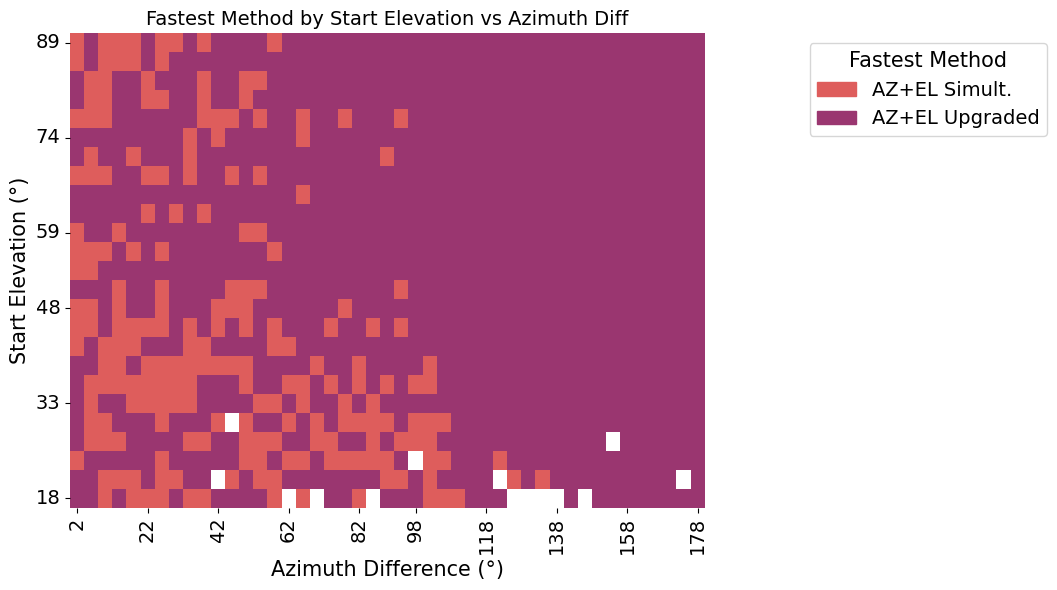 Fastest Method by Start Elevation vs Azimuth Diff
Fastest Method
AZ+EL Simult.
AZ+EL Upgraded
Start Elevation (°)
89
74
59
48
33
18
2
22
42
62
82
98
118
138
158
178
Azimuth Difference (°)